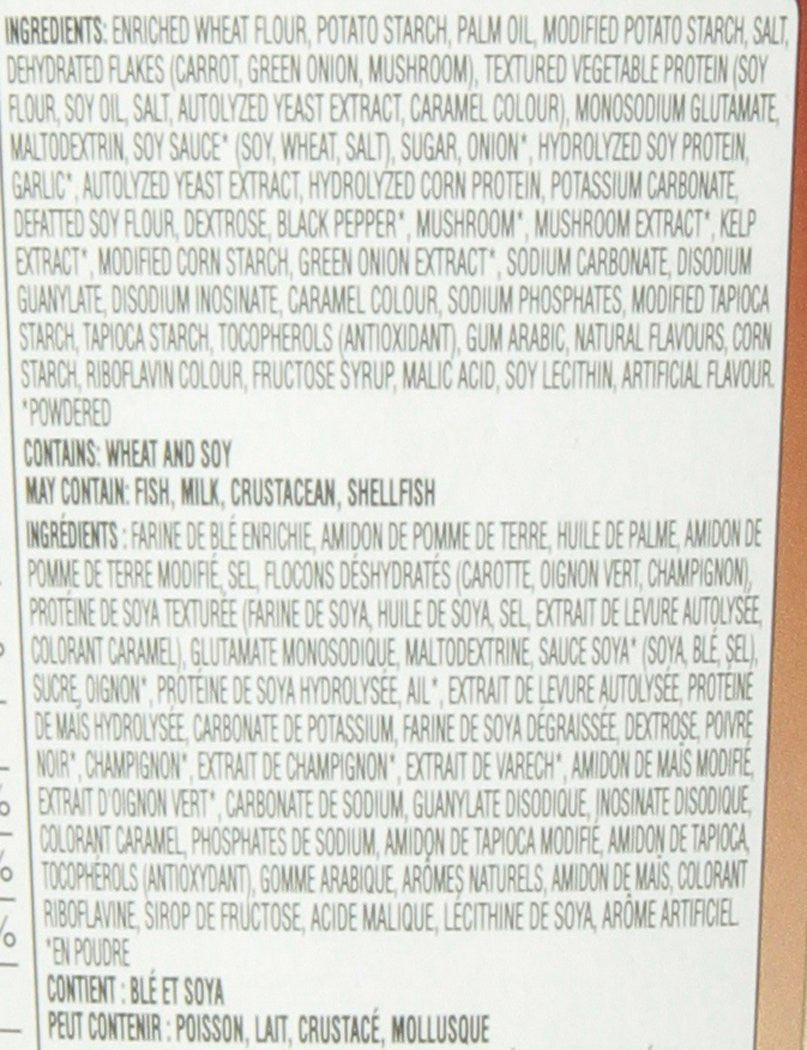 INGREDIENTS: ENRICHED WHEAT FLOUR, POTATO STARCH, PALM OIL, MODIFIED POTATO STARCH, SALT,
DEHYDRATED FLAKES (CARROT, GREEN ONION, MUSHROOM), TEXTURED VEGETABLE PROTEIN (SOY
FLOUR, SOY OIL, SALT, AUTOLYZED YEAST EXTRACT, CARAMEL COLOUR), MONOSODIUM GLUTAMATE,
MALTODEXTRIN, SOY SAUCE* (SOY, WHEAT, SALT), SUGAR, ONION*, HYDROLYZED SOY PROTEIN,
GARLIC*, AUTOLYZED YEAST EXTRACT, HYDROLYZED CORN PROTEIN, POTASSIUM CARBONATE,
DEFATTED SOY FLOUR, DEXTROSE, BLACK PEPPER*, MUSHROOM*, MUSHROOM EXTRACT*, KELP
EXTRACT*, MODIFIED CORN STARCH, GREEN ONION EXTRACT*, SODIUM CARBONATE, DISODIUM
GUANYLATE, DISODIUM INOSINATE, CARAMEL COLOUR, SODIUM PHOSPHATES, MODIFIED TAPIOCA
STARCH, TAPIOCA STARCH, TOCOPHEROLS (ANTIOXIDANT), GUM ARABIC, NATURAL FLAVOURS, CORN
STARCH, RIBOFLAVIN COLOUR, FRUCTOSE SYRUP, MALIC ACID, SOY LECITHIN, ARTIFICIAL FLAVOUR.
*POWDERED
CONTAINS: WHEAT AND SOY
MAY CONTAIN: FISH, MILK, CRUSTACEAN, SHELLFISH
INGRÉDIENTS : FARINE DE BLÉ ENRICHIE, AMIDON DE POMME DE TERRE, HUILE DE PALME, AMIDON DE
POMME DE TERRE MODIFIÉ, SEL, FLOCONS DÉSHYDRATÉS (CAROTTE, OIGNON VERT, CHAMPIGNON),
PROTÉINE DE SOYA TEXTURÉE (FARINE DE SOYA, HUILE DE SOYA, SEL, EXTRAIT DE LEVURE AUTOLYSÉE,
COLORANT CARAMEL), GLUTAMATE MONOSODIQUE, MALTODEXTRINE, SAUCE SOYA* (SOYA, BLÉ, SEL),
SUCRE, OIGNON*, PROTÉINE DE SOYA HYDROLYSÉE, AIL*, EXTRAIT DE LEVURE AUTOLYSÉE, PROTÉINE
DE MAÏS HYDROLYSÉE, CARBONATE DE POTASSIUM, FARINE DE SOYA DÉGRAISSÉE, DEXTROSE, POIVRE
NOIR*, CHAMPIGNON*, EXTRAIT DE CHAMPIGNON*, EXTRAIT DE VARECH*, AMIDON DE MAÏS MODIFIÉ,
EXTRAIT D'OIGNON VERT*, CARBONATE DE SODIUM, GUANYLATE DISODIQUE, INOSINATE DISODIQUE,
COLORANT CARAMEL, PHOSPHATES DE SODIUM, AMIDON DE TAPIOCA MODIFIÉ, AMIDON DE TAPIOCA,
TOCOPHÉROLS (ANTIOXYDANT), GOMME ARABIQUE, ARÔMES NATURELS, AMIDON DE MAÏS, COLORANT
RIBOFLAVINE, SIROP DE FRUCTOSE, ACIDE MALIQUE, LÉCITHINE DE SOYA, ARÔME ARTIFICIEL.
*EN POUDRE
CONTIENT : BLÉ ET SOYA
PEUT CONTENIR : POISSON, LAIT, CRUSTACÉ, MOLLUSQUE